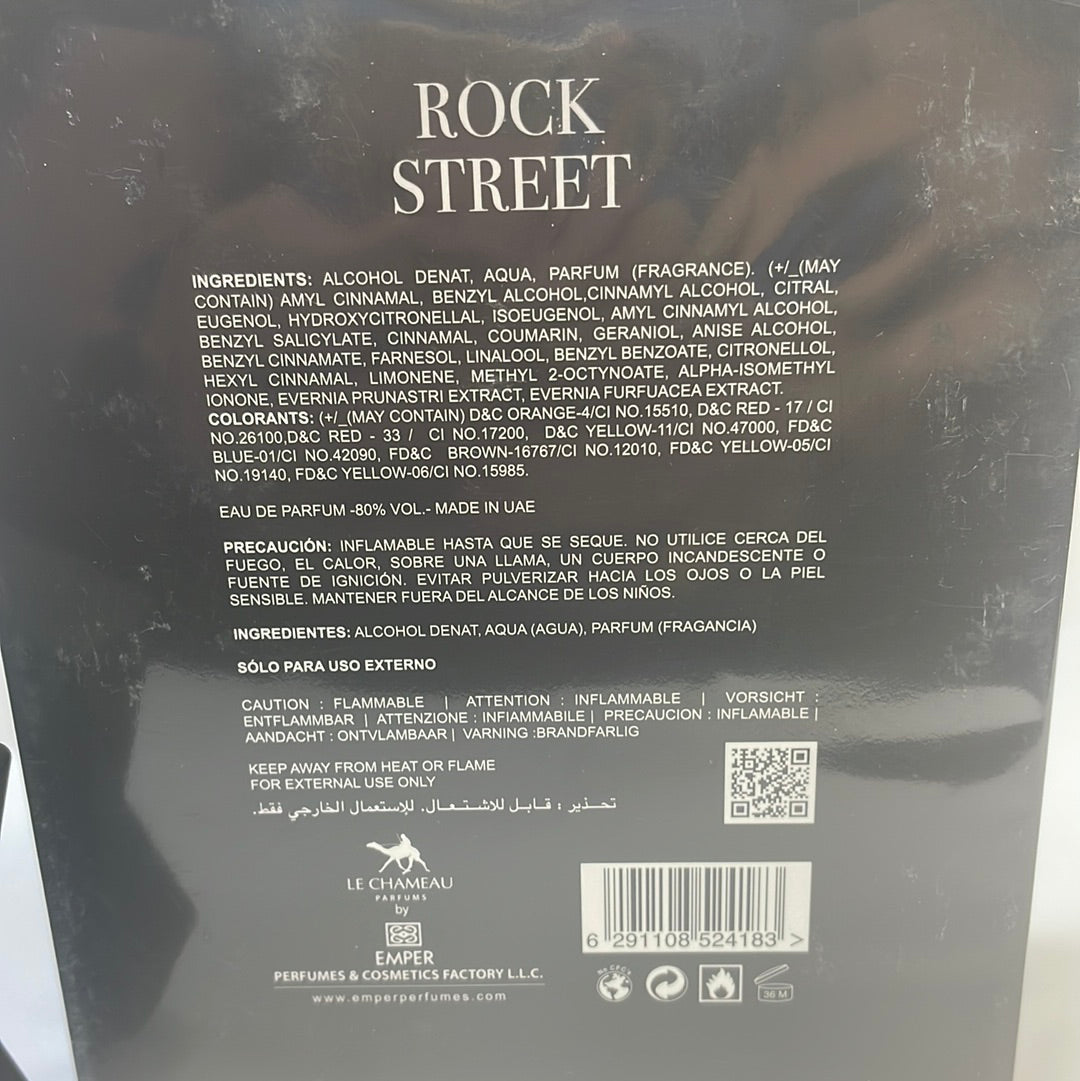 ROCK
STREET
INGREDIENTS: ALCOHOL DENAT, AQUA, PARFUM (FRAGRANCE). (+/_(MAY
CONTAIN) AMYL CINNAMAL, BENZYL ALCOHOL,CINNAMYL ALCOHOL, CITRAL,
EUGENOL, HYDROXYCITRONELLAL, ISOEUGENOL, AMYL CINNAMYL ALCOHOL,
BENZYL SALICYLATE, CINNAMAL, COUMARIN, GERANIOL, ANISE ALCOHOL,
BENZYL CINNAMATE, FARNESOL, LINALOOL, BENZYL BENZOATE, CITRONELLOL,
HEXYL CINNAMAL, LIMONENE, METHYL 2-OCTYNOATE, ALPHA-ISOMETHYL
IONONE, EVERNIA PRUNASTRI EXTRACT, EVERNIA FURFUACEA EXTRACT.
COLORANTS: (+/_(MAY CONTAIN) D&C ORANGE-4/CI NO.15510, D&C RED - 17 / CI
NO.26100,D&C RED - 33 / CI NO.17200, D&C YELLOW-11/CI NO.47000, FD&C
BLUE-01/CI NO.42090, FD&C BROWN-16767/CI NO.12010, FD&C YELLOW-05/CI
NO.19140, FD&C YELLOW-06/CI NO.15985.
EAU DE PARFUM -80% VOL.- MADE IN UAE
PRECAUCIÓN: INFLAMABLE HASTA QUE SE SEQUE. NO UTILICE CERCA DEL
FUEGO, EL CALOR, SOBRE UNA LLAMA, UN CUERPO INCANDESCENTE O
FUENTE DE IGNICIÓN. EVITAR PULVERIZAR HACIA LOS OJOS O LA PIEL
SENSIBLE. MANTENER FUERA DEL ALCANCE DE LOS NIÑOS.
INGREDIENTES: ALCOHOL DENAT, AQUA (AGUA), PARFUM (FRAGANCIA)
SÓLO PARA USO EXTERNO
CAUTION : FLAMMABLE | ATTENTION : INFLAMMABLE | VORSICHT :
ENTFLAMMBAR | ATTENZIONE : INFIAMMABILE | PRECAUCION : INFLAMABLE |
AANDACHT : ONTVLAMBAAR | VARNING :BRANDFARLIG
KEEP AWAY FROM HEAT OR FLAME
FOR EXTERNAL USE ONLY
تحذير : قابل للاشتعال. للإستعمال الخارجي فقط.
LE CHAMEAU
PARFUMS
by
EMPER
PERFUMES & COSMETICS FACTORY L.L.C.
www.emperperfumes.com
6 291108 524183 >
No CFC's
36 M